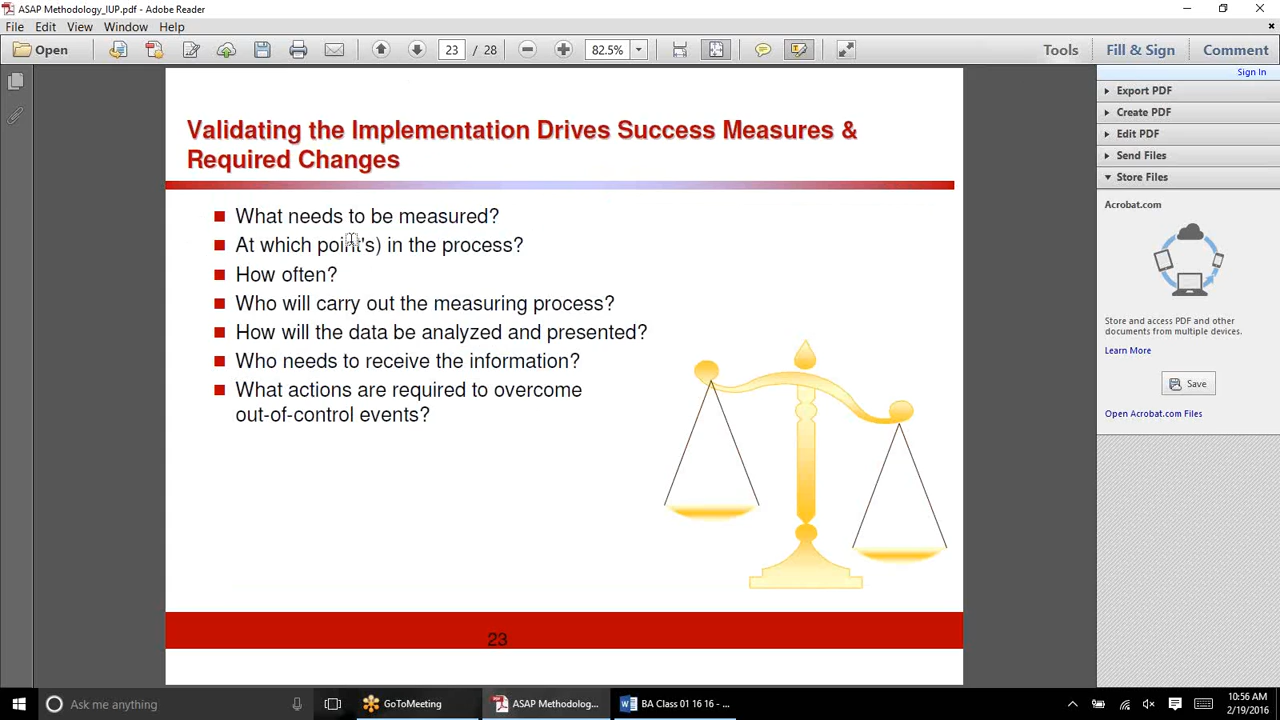 ASAP Methodology_IUP.pdf - Adobe Reader
File Edit View Window Help
Open 23 / 28 82.5% Tools Fill & Sign Comment
Sign In
Export PDF
Create PDF
Edit PDF
Send Files
Store Files
Acrobat.com
Store and access PDF and other
documents from multiple devices.
Learn More
Save
Open Acrobat.com Files
Validating the Implementation Drives Success Measures &
Required Changes
What needs to be measured?
At which point's) in the process?
How often?
Who will carry out the measuring process?
How will the data be analyzed and presented?
Who needs to receive the information?
What actions are required to overcome
out-of-control events?
23
Ask me anything GoToMeeting ASAP Methodolog... BA Class 01 16 16 - ... 10:56 AM
2/19/2016